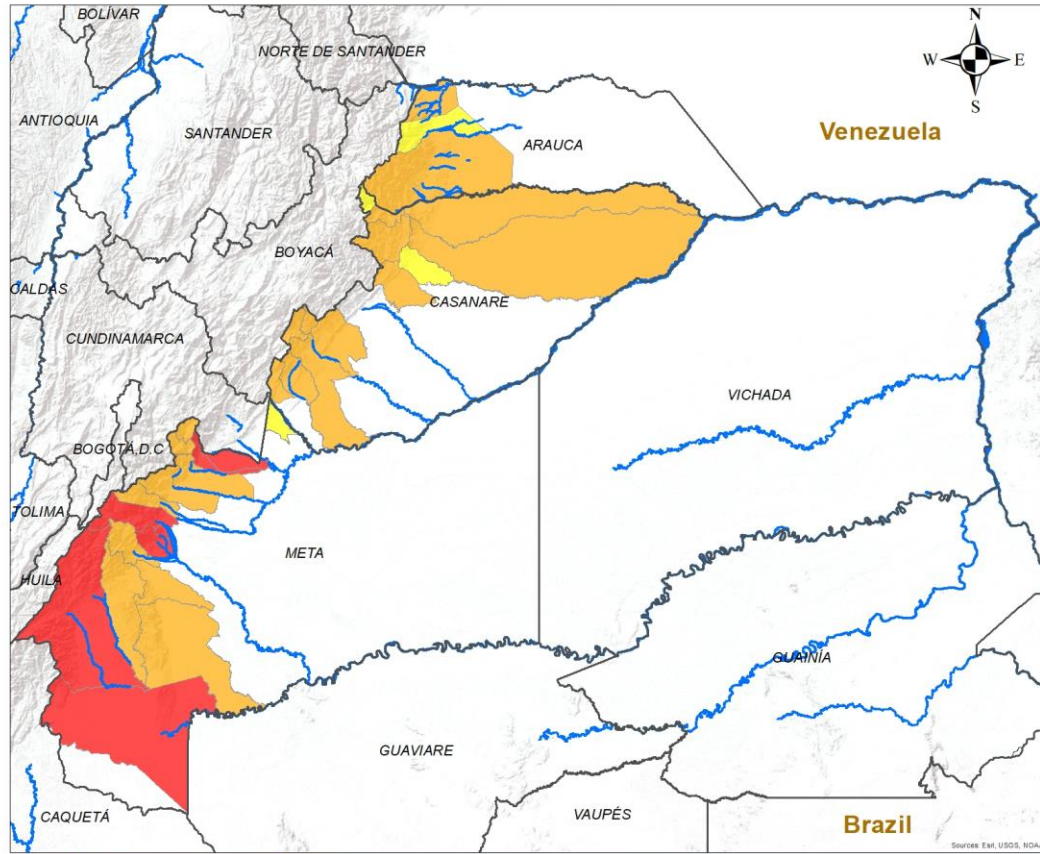 BOLÍVAR
NORTE DE SANTANDER
N
W
E
S
ANTIOQUIA
SANTANDER
ARAUCA
Venezuela
BOYACÁ
CALDAS
CASANARE
CUNDINAMARCA
VICHADA
BOGOTÁ,D.C
TOLIMA
META
HUILA
GUAINÍA
GUAVIARE
CAQUETÁ
VAUPÉS
Brazil
Sources: Esri, USGS, NOAA